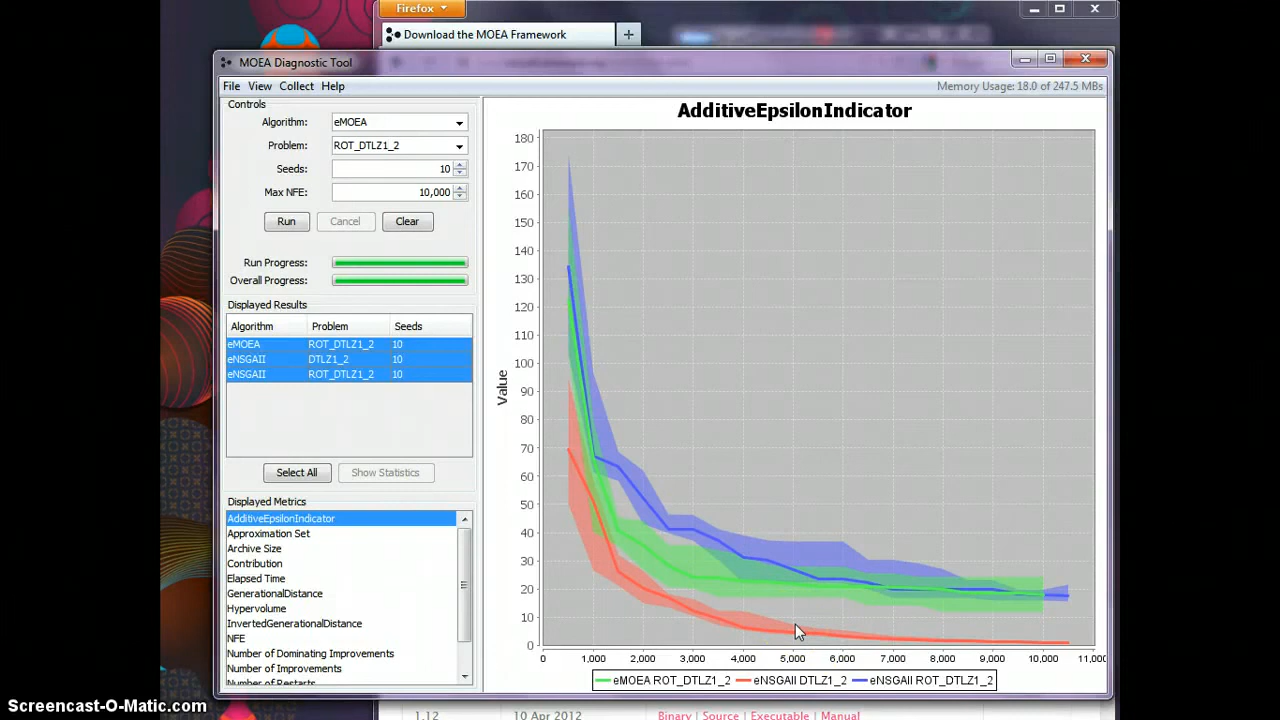 Firefox
Download the MOEA Framework
MOEA Diagnostic Tool
File View Collect Help
Memory Usage: 18.0 of 247.5 MBs
Controls
Algorithm: eMOEA
Problem: ROT_DTLZ1_2
Seeds: 10
Max NFE: 10,000
Run Cancel Clear
Run Progress:
Overall Progress:
Displayed Results
Algorithm Problem Seeds
eMOEA ROT_DTLZ1_2 10
eNSGAII DTLZ1_2 10
eNSGAII ROT_DTLZ1_2 10
Select All Show Statistics
Displayed Metrics
AdditiveEpsilonIndicator
Approximation Set
Archive Size
Contribution
Elapsed Time
GenerationalDistance
Hypervolume
InvertedGenerationalDistance
NFE
Number of Dominating Improvements
Number of Improvements
Number of Restarts
AdditiveEpsilonIndicator
180
170
160
150
140
130
120
110
100
90
80
70
60
50
40
30
20
10
0
Value
0 1,000 2,000 3,000 4,000 5,000 6,000 7,000 8,000 9,000 10,000 11,00
eMOEA ROT_DTLZ1_2 eNSGAII DTLZ1_2 eNSGAII ROT_DTLZ1_2
1.12 10 Apr 2012 Binary | Source | Executable | Manual
Screencast-O-Matic.com